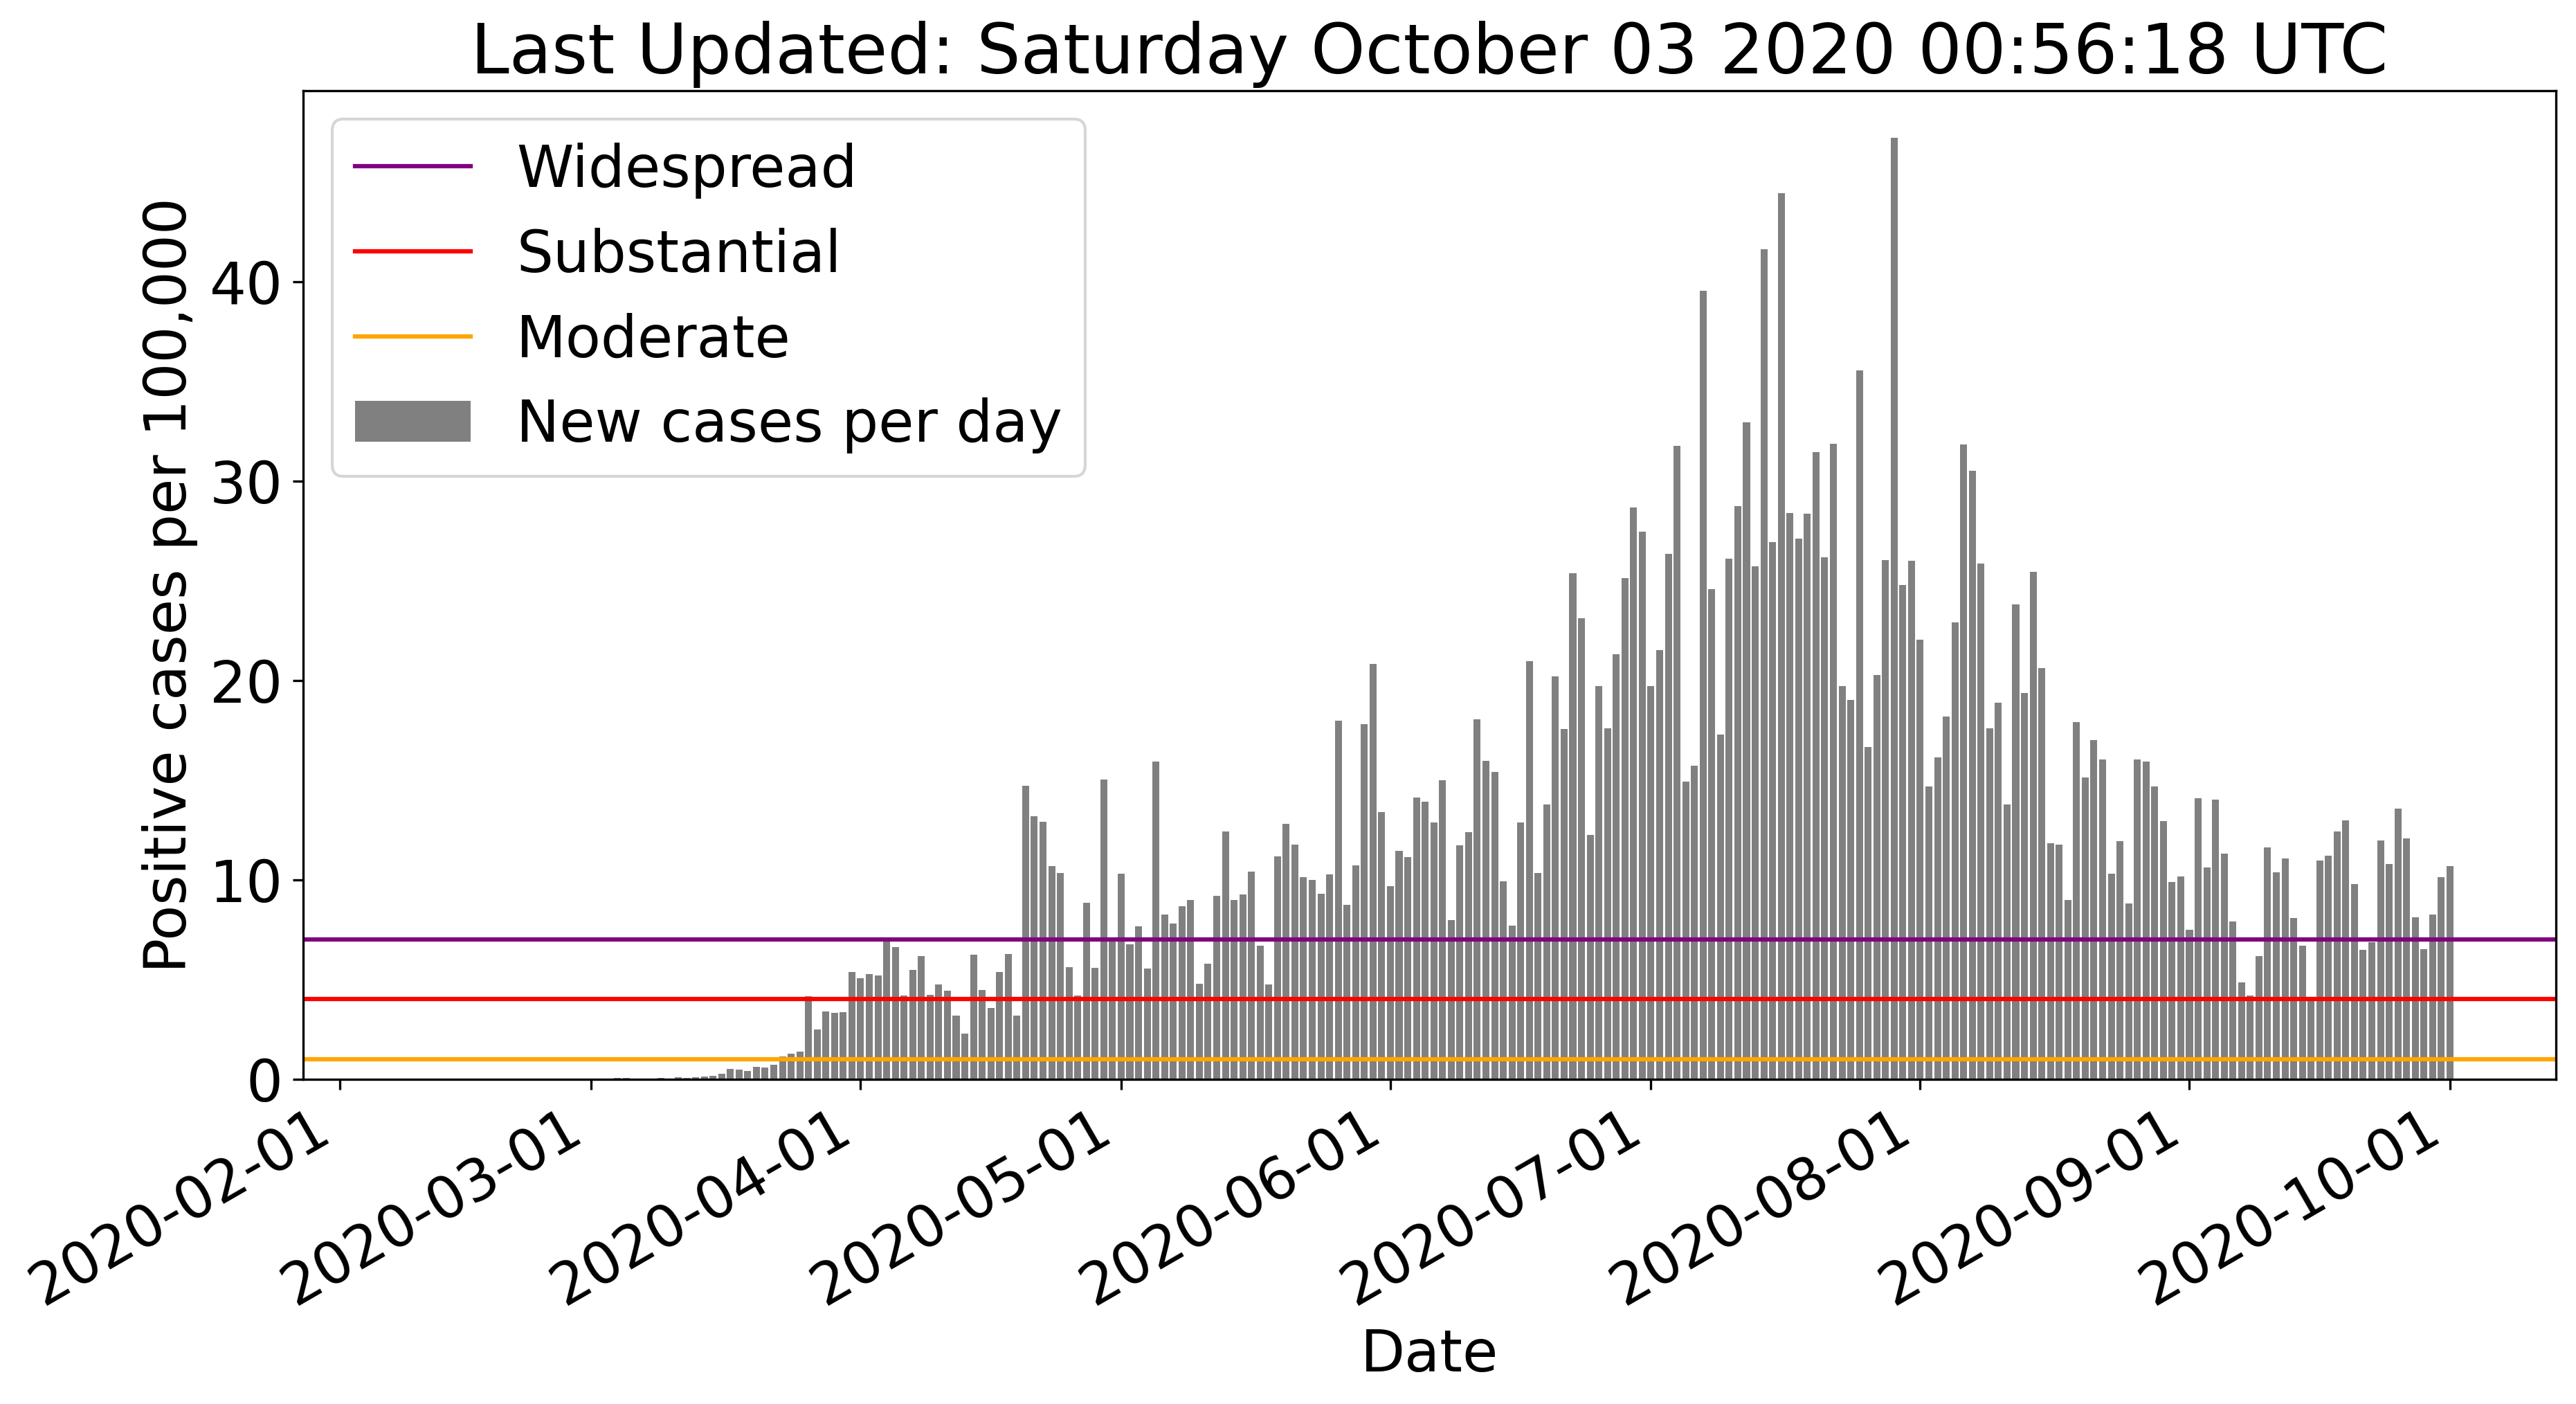 Last Updated: Saturday October 03 2020 00:56:18 UTC
Widespread
Substantial
Moderate
New cases per day
Positive cases per 100,000
40
30
20
10
0
2020-02-01
2020-03-01
2020-04-01
2020-05-01
2020-06-01
2020-07-01
2020-08-01
2020-09-01
2020-10-01
Date